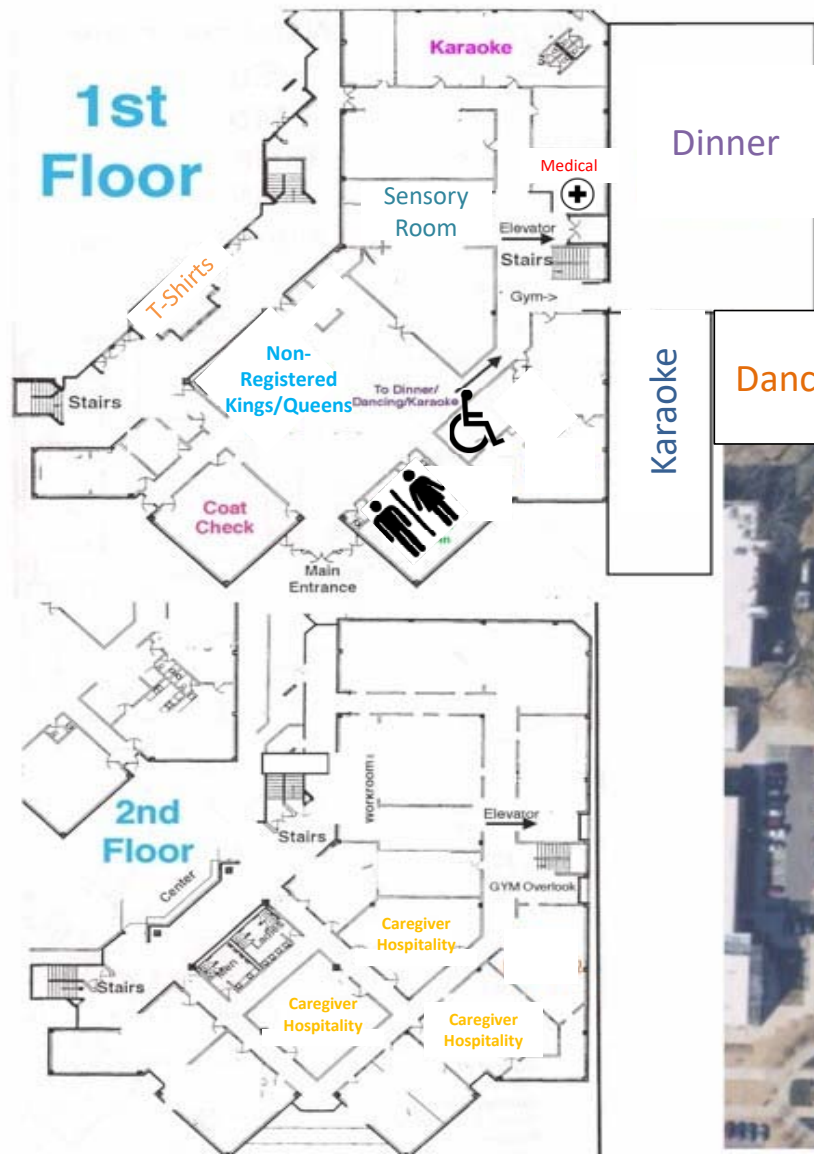 Karaoke
1st
Floor
Dinner
Medical
Sensory
Room
Elevator
Stairs
T-Shirts
Gym->
Non-
Registered
Kings/Queens
To Dinner/
Dancing/Karaoke
Karaoke
Danc
Stairs
Coat
Check
Main
Entrance
2nd
Floor
Workroom
Elevator
Stairs
GYM Overlook
Center
Caregiver
Hospitality
Ladies
Men
Stairs
Caregiver
Hospitality
Caregiver
Hospitality